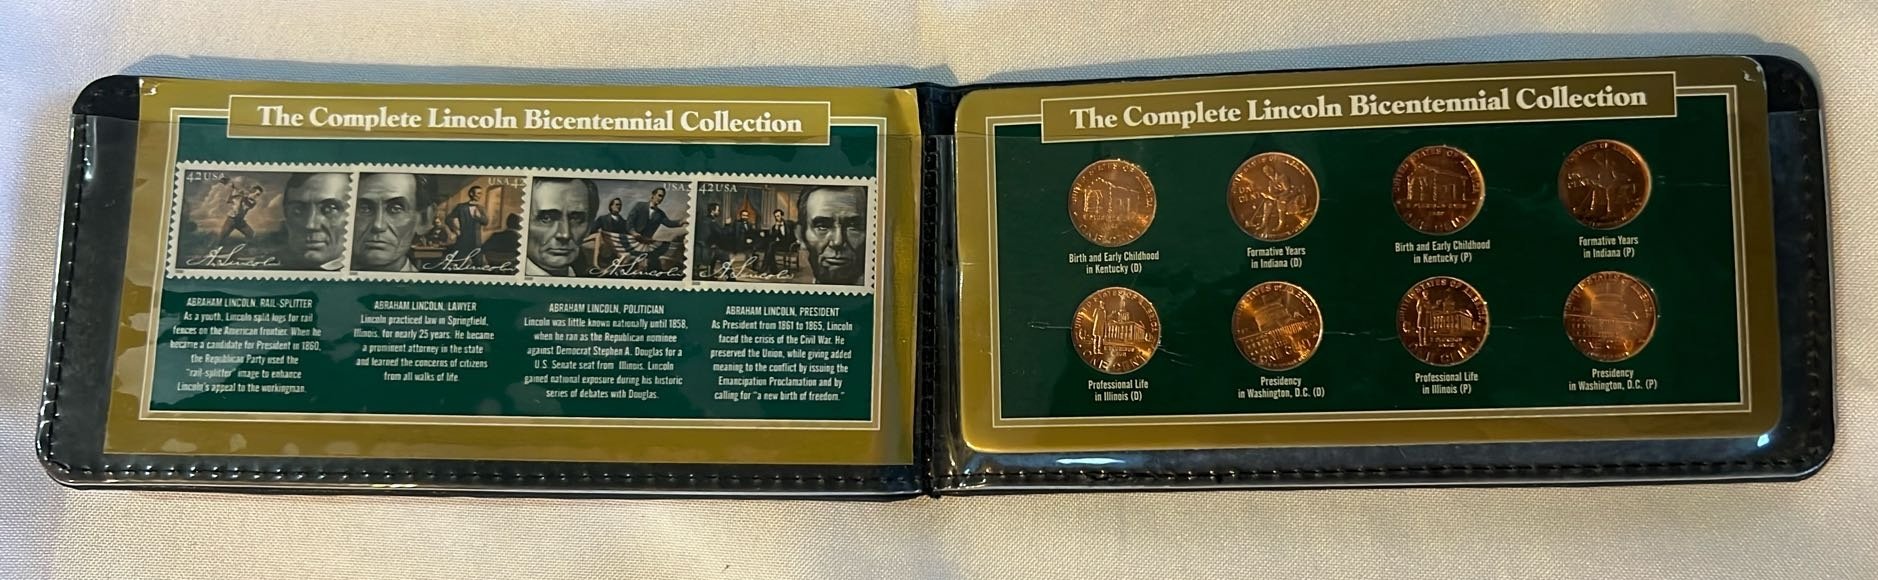 The Complete Lincoln Bicentennial Collection
42USA
USA42
USA
42USA
A. Lincoln
A. Lincoln
A. Lincoln
A. Lincoln
ABRAHAM LINCOLN, RAIL-SPLITTER
As a youth, Lincoln split logs for rail
fences on the American frontier. When he
became a candidate for President in 1860,
the Republican Party used the
"rail-splitter" image to enhance
Lincoln's appeal to the workingman.
ABRAHAM LINCOLN, LAWYER
Lincoln practiced law in Springfield,
Illinois, for nearly 25 years. He became
a prominent attorney in the state
and learned the concerns of citizens
from all walks of life.
ABRAHAM LINCOLN, POLITICIAN
Lincoln was little known nationally until 1858,
when he ran as the Republican nominee
against Democrat Stephen A. Douglas for a
U.S. Senate seat from Illinois. Lincoln
gained national exposure during his historic
series of debates with Douglas.
ABRAHAM LINCOLN, PRESIDENT
As President from 1861 to 1865, Lincoln
faced the crisis of the Civil War. He
preserved the Union, while giving added
meaning to the conflict by issuing the
Emancipation Proclamation and by
calling for "a new birth of freedom."
The Complete Lincoln Bicentennial Collection
Birth and Early Childhood
in Kentucky (D)
Formative Years
in Indiana (D)
Birth and Early Childhood
in Kentucky (P)
Formative Years
in Indiana (P)
Professional Life
in Illinois (D)
Presidency
in Washington, D.C. (D)
Professional Life
in Illinois (P)
Presidency
in Washington, D.C. (P)